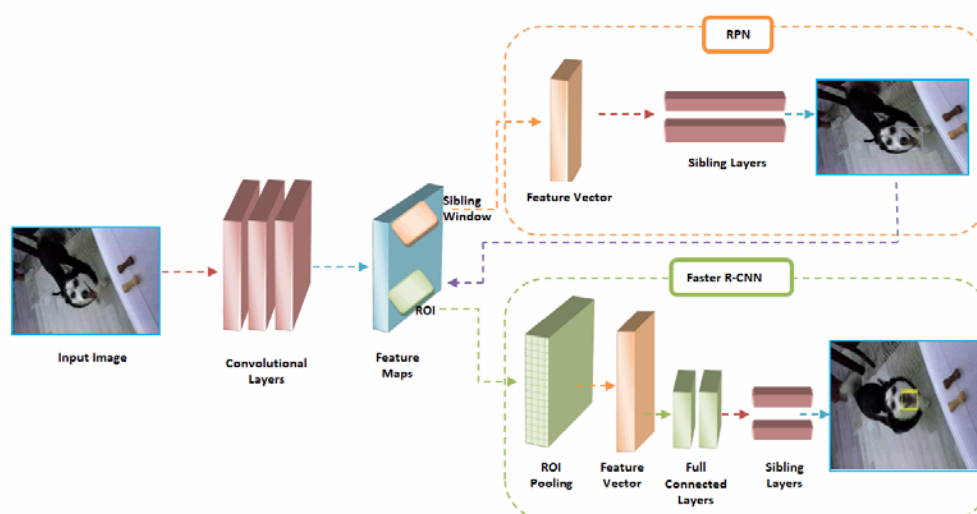 RPN
Sibling
Window
Feature Vector
Sibling Layers
Input Image
Convolutional
Layers
Feature
Maps
ROI
Faster R-CNN
ROI
Pooling
Feature
Vector
Full
Connected
Layers
Sibling
Layers